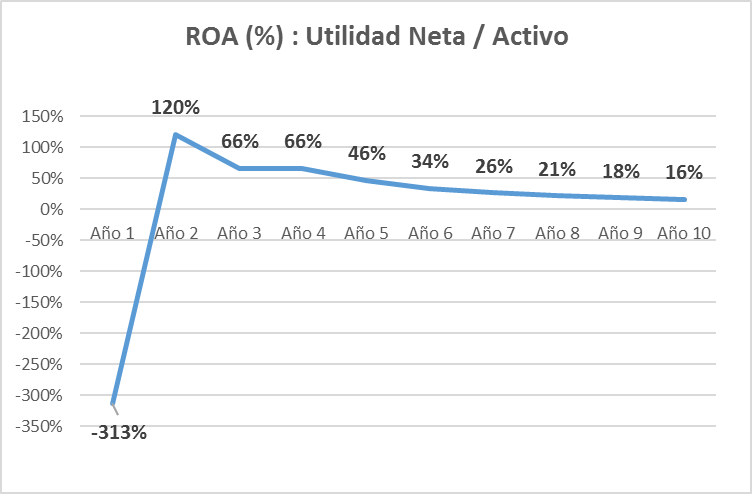 ROA (%) : Utilidad Neta / Activo
150%
100%
50%
0%
-50%
-100%
-150%
-200%
-250%
-300%
-350%
120%
66%
66%
46%
34%
26%
21%
18%
16%
-313%
Año 1
Año 2
Año 3
Año 4
Año 5
Año 6
Año 7
Año 8
Año 9
Año 10